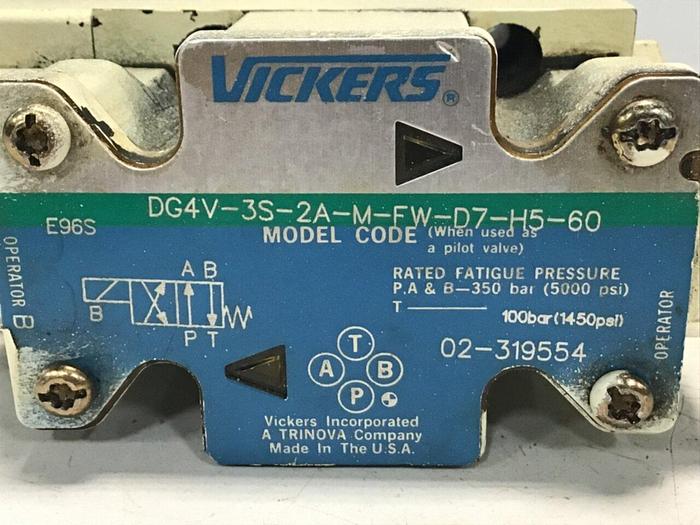 VICKERS®
DG4V-3S-2A-M-FW-D7-H5-60
E96S
MODEL CODE (When used as
a pilot valve)
OPERATOR B
A B
B
P T
RATED FATIGUE PRESSURE
P.A & B-350 bar (5000 psi)
T 100bar(1450psi)
02-319554
OPERATOR
T
A B
P
Vickers Incorporated
A TRINOVA Company
Made In The U.S.A.